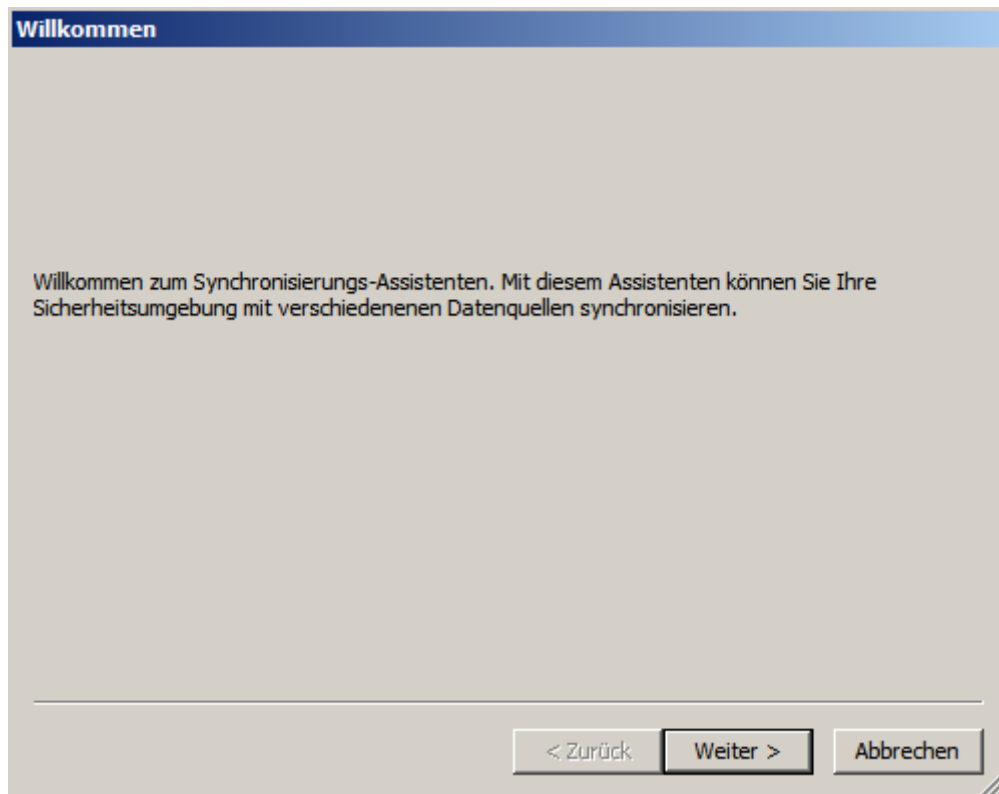 Willkommen
Willkommen zum Synchronisierungs-Assistenten. Mit diesem Assistenten können Sie Ihre
Sicherheitsumgebung mit verschiedenenen Datenquellen synchronisieren.
< Zurück
Weiter >
Abbrechen